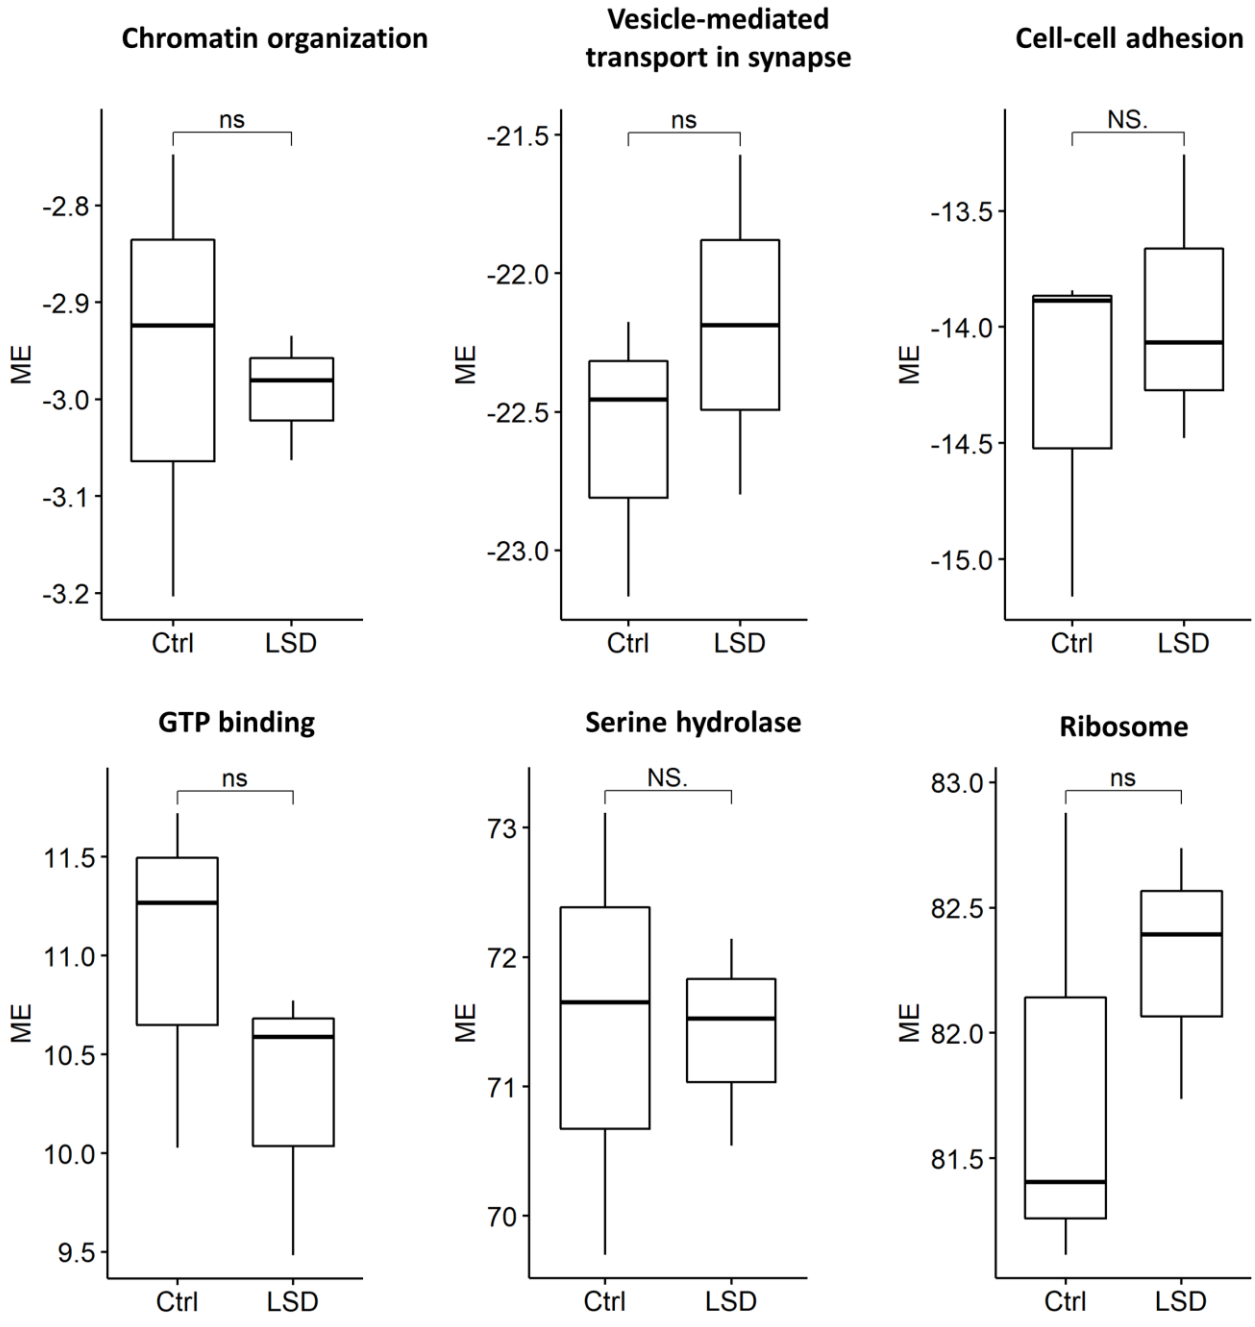 Chromatin organization
Vesicle-mediated
transport in synapse
Cell-cell adhesion
ns
-2.8
-2.9
-3.0
-3.1
-3.2
ME
Ctrl LSD
ns
-21.5
-22.0
-22.5
-23.0
ME
Ctrl LSD
NS.
-13.5
-14.0
-14.5
-15.0
ME
Ctrl LSD
GTP binding
Serine hydrolase
Ribosome
ns
11.5
11.0
10.5
10.0
9.5
ME
Ctrl LSD
NS.
73
72
71
70
ME
Ctrl LSD
ns
83.0
82.5
82.0
81.5
ME
Ctrl LSD